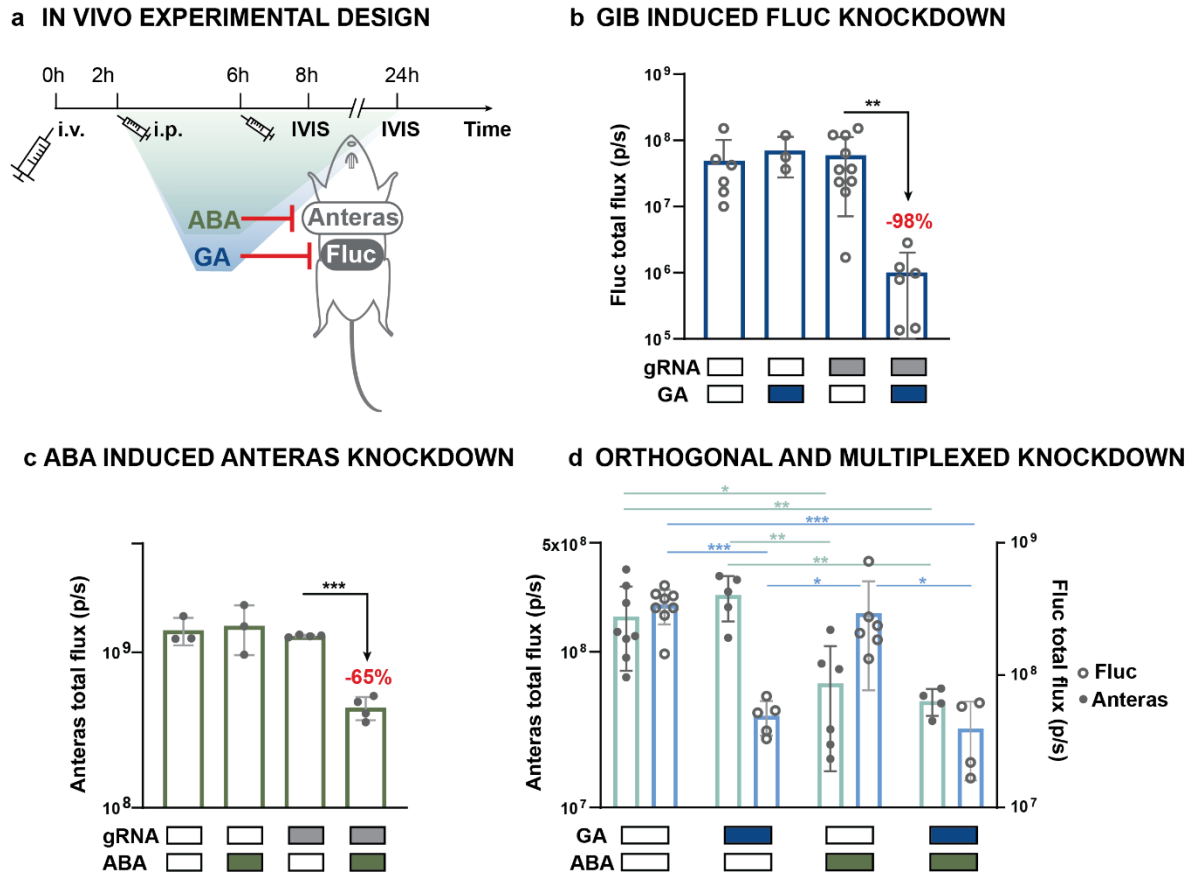 a IN VIVO EXPERIMENTAL DESIGN
0h 2h 6h 8h 24h
i.v. i.p. IVIS IVIS Time
ABA
Anteras
GA
Fluc
b GIB INDUCED FLUC KNOCKDOWN
Fluc total flux (p/s)
10⁹
10⁸
10⁷
10⁶
10⁵
**
-98%
gRNA
GA
c ABA INDUCED ANTERAS KNOCKDOWN
Anteras total flux (p/s)
10⁹
10⁸
***
-65%
gRNA
ABA
d ORTHOGONAL AND MULTIPLEXED KNOCKDOWN
*
**
***
**
***
**
*
*
Anteras total flux (p/s)
5x10⁸
10⁸
10⁷
Fluc total flux (p/s)
10⁹
10⁸
10⁷
Fluc
Anteras
GA
ABA